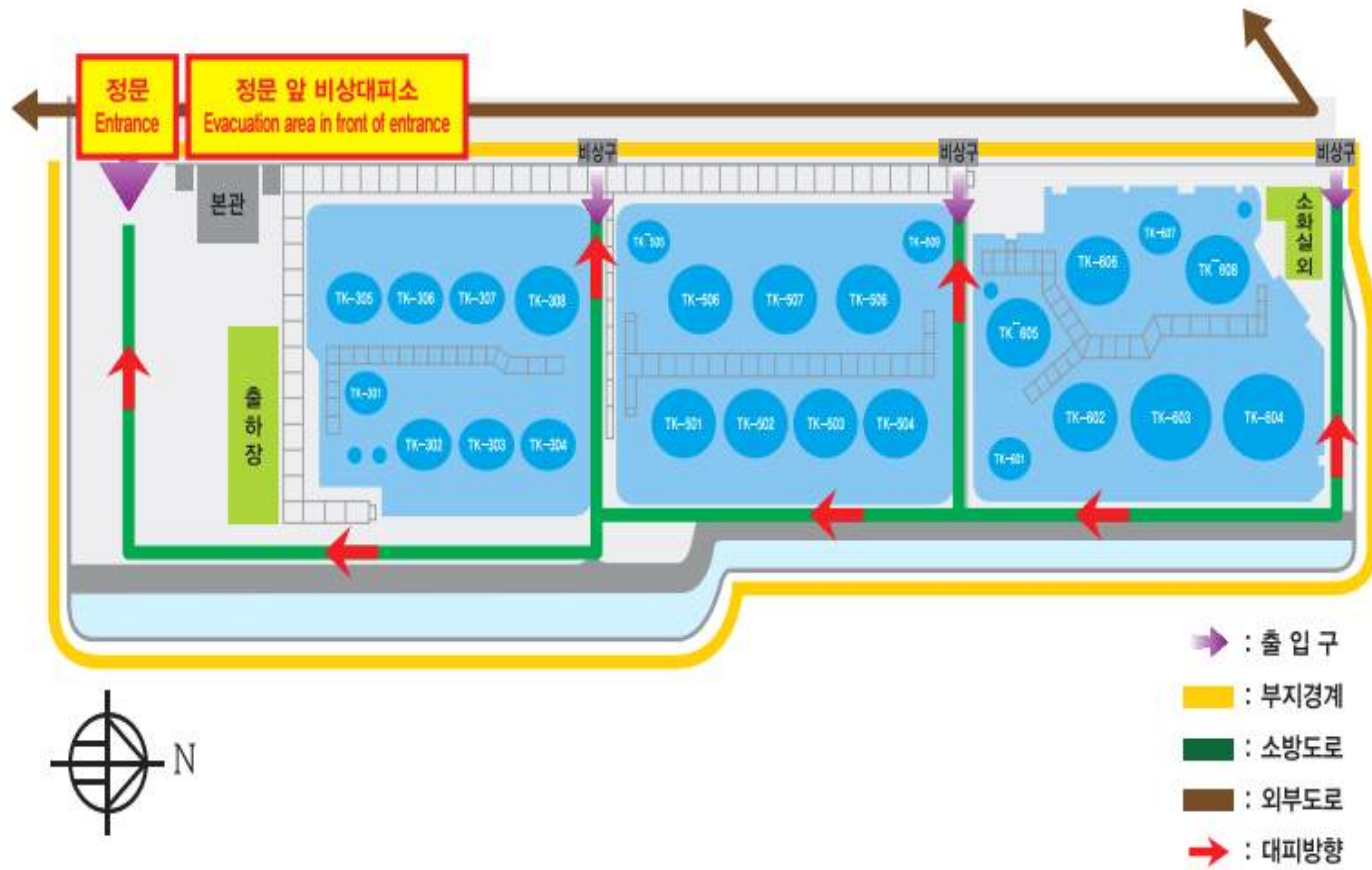 정문
Entrance
정문 앞 비상대피소
Evacuation area in front of entrance
비상구
비상구
비상구
본관
소화실외
출하장
TK-305
TK-306
TK-307
TK-308
TK-301
TK-302
TK-303
TK-304
TK-505
TK-509
TK-506
TK-507
TK-506
TK-501
TK-502
TK-503
TK-504
TK-607
TK-606
TK-608
TK-605
TK-602
TK-603
TK-604
TK-601
N
: 출 입 구
: 부지경계
: 소방도로
: 외부도로
: 대피방향